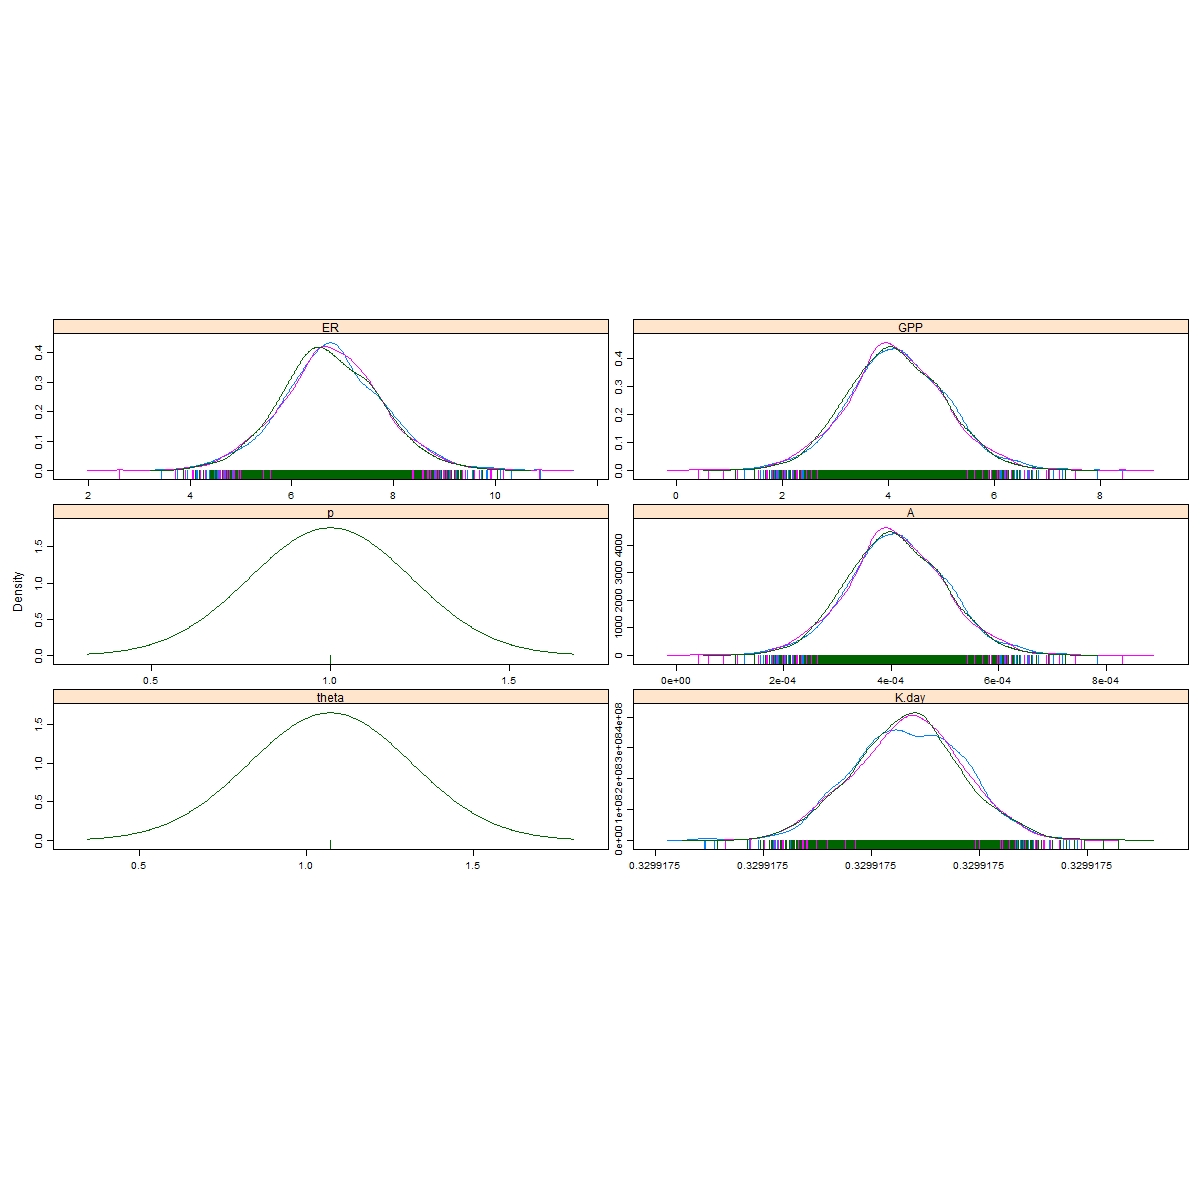 ER
0.0 0.1 0.2 0.3 0.4
2 4 6 8 10
GPP
0.0 0.1 0.2 0.3 0.4
0 2 4 6 8
p
0.0 0.5 1.0 1.5
0.5 1.0 1.5
A
0 1000 2000 3000 4000
0e+00 2e-04 4e-04 6e-04 8e-04
Density
theta
0.0 0.5 1.0 1.5
0.5 1.0 1.5
K.day
0e+00 1e+08 2e+08 3e+08 4e+08
0.3299175 0.3299175 0.3299175 0.3299175 0.3299175